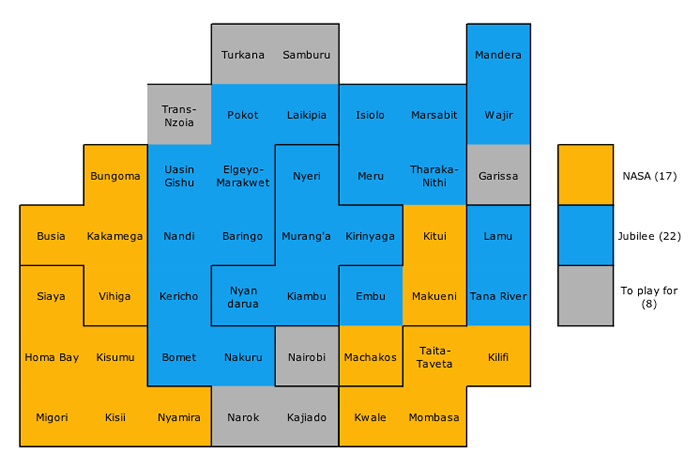 Turkana Samburu Mandera
Trans-
Nzoia Pokot Laikipia Isiolo Marsabit Wajir
Bungoma Uasin
Gishu Elgeyo-
Marakwet Nyeri Meru Tharaka-
Nithi Garissa NASA (17)
Busia Kakamega Nandi Baringo Murang'a Kirinyaga Kitui Lamu Jubilee (22)
Siaya Vihiga Kericho Nyan
darua Kiambu Embu Makueni Tana River To play for
(8)
Homa Bay Kisumu Bomet Nakuru Nairobi Machakos Taita-
Taveta Kilifi
Migori Kisii Nyamira Narok Kajiado Kwale Mombasa